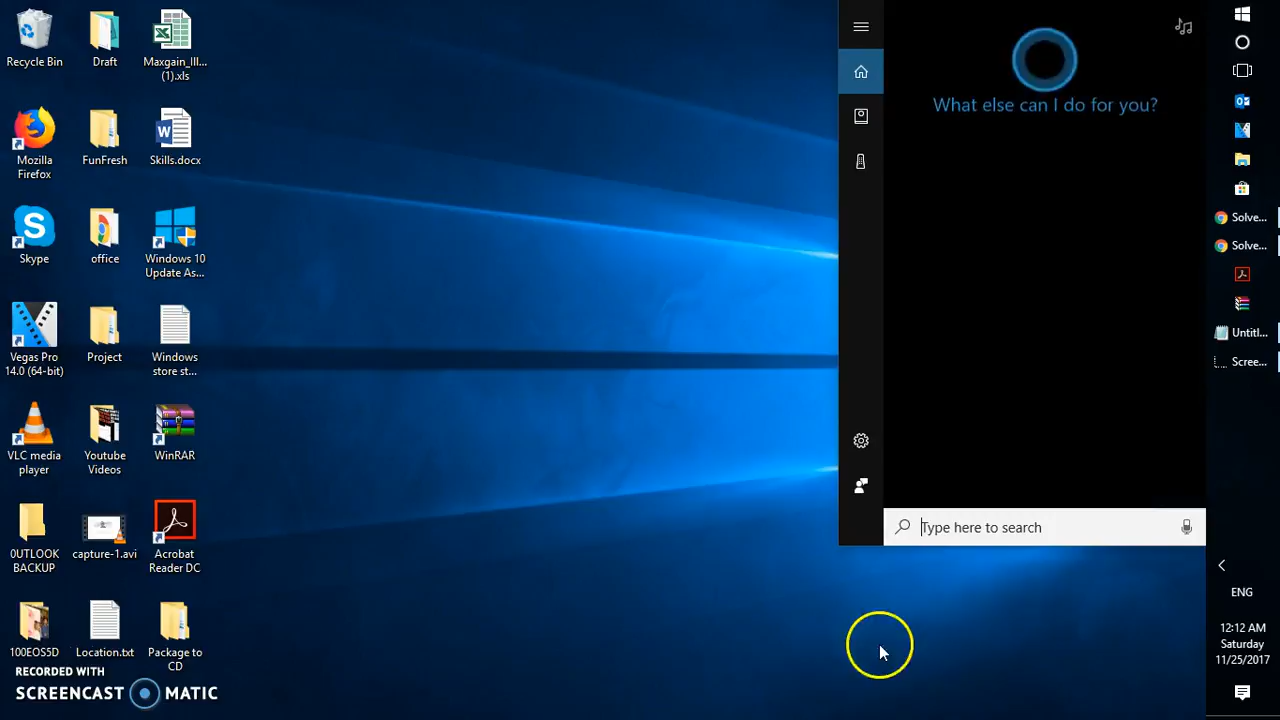 Recycle Bin
Draft
Maxgain_III...
(1).xls
Mozilla
Firefox
FunFresh
Skills.docx
Skype
office
Windows 10
Update As...
Vegas Pro
14.0 (64-bit)
Project
Windows
store st...
VLC media
player
Youtube
Videos
WinRAR
0UTLOOK
BACKUP
capture-1.avi
Acrobat
Reader DC
100EOS5D
Location.txt
Package to
CD
RECORDED WITH
SCREENCAST MATIC
What else can I do for you?
Type here to search
Solve...
Solve...
Untitl...
Scree...
ENG
12:12 AM
Saturday
11/25/2017